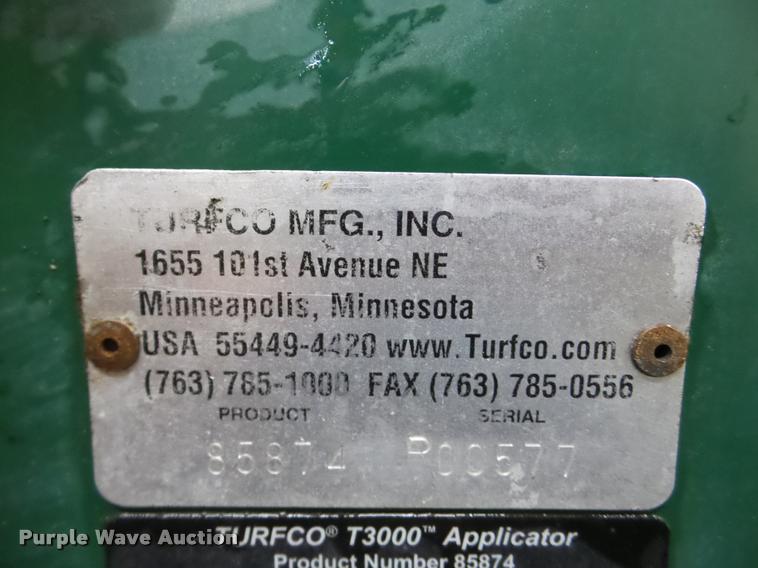 TURFCO MFG., INC.
1655 101st Avenue NE
Minneapolis, Minnesota
USA 55449-4420 www.Turfco.com
(763) 785-1000 FAX (763) 785-0556
PRODUCT SERIAL
85874 P00577
TURFCO® T3000™ Applicator
Product Number 85874
Purple Wave Auction